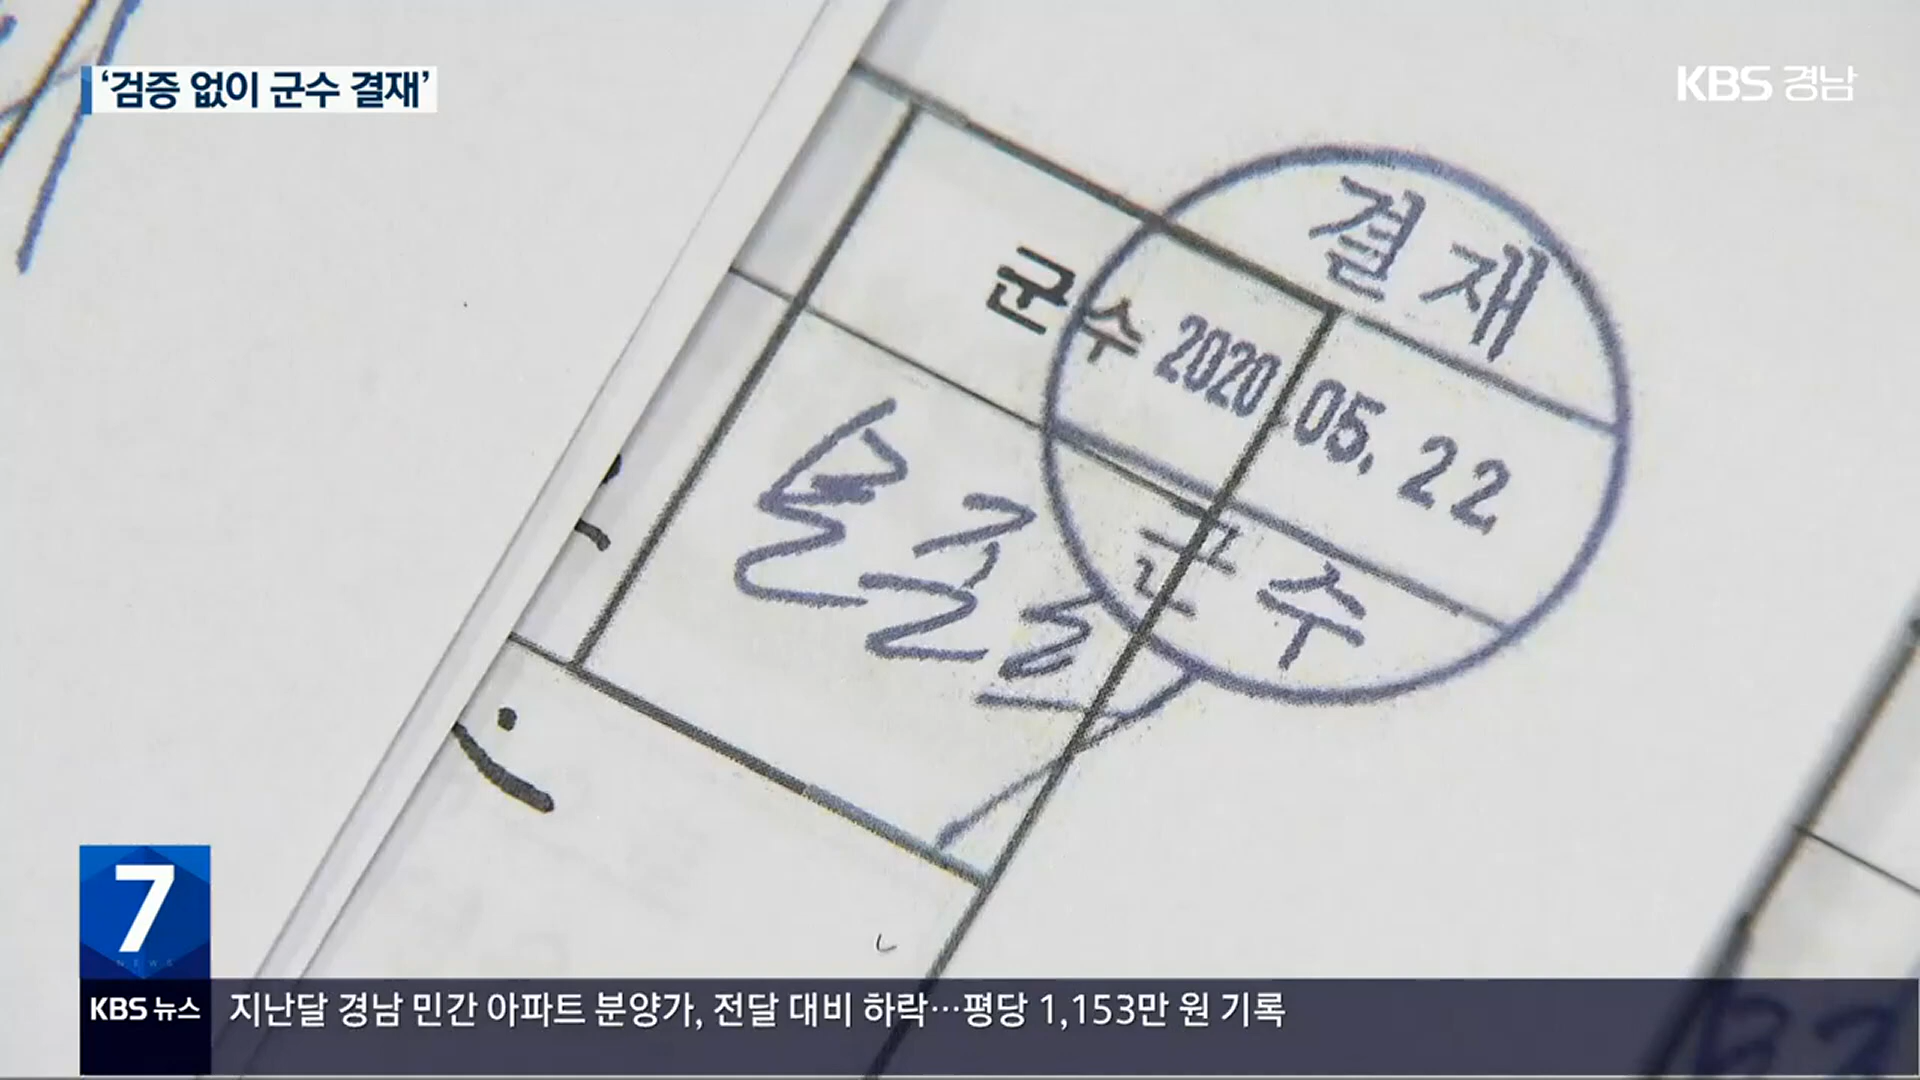 ‘검증 없이 군수 결재’
KBS 경남
결재
군수
2020.05.22
군수
7
NEWS
KBS 뉴스
지난달 경남 민간 아파트 분양가, 전달 대비 하락…평당 1,153만 원 기록